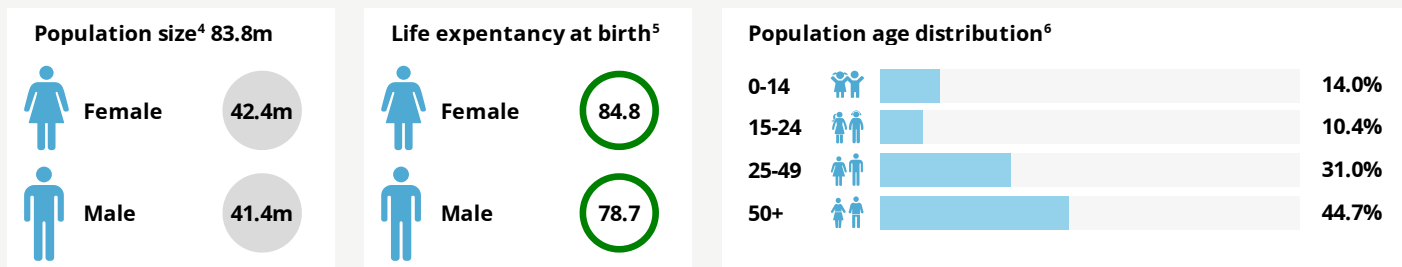 Population size⁴ 83.8m
Female 42.4m
Male 41.4m
Life expentancy at birth⁵
Female 84.8
Male 78.7
Population age distribution⁶
0-14 14.0%
15-24 10.4%
25-49 31.0%
50+ 44.7%